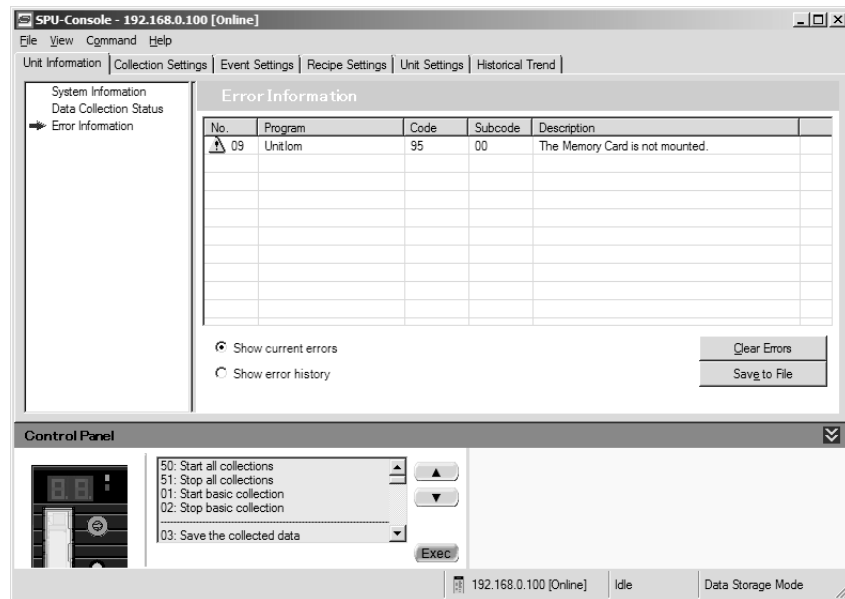 SPU-Console - 192.168.0.100 [Online]
File View Command Help
Unit Information Collection Settings Event Settings Recipe Settings Unit Settings Historical Trend
System Information
Data Collection Status
Error Information
Error Information
No. Program Code Subcode Description
09 Unitlom 95 00 The Memory Card is not mounted.
Show current errors
Clear Errors
Show error history
Save to File
Control Panel
8.8.
50: Start all collections
51: Stop all collections
01: Start basic collection
02: Stop basic collection
03: Save the collected data
Exec
192.168.0.100 [Online] Idle Data Storage Mode